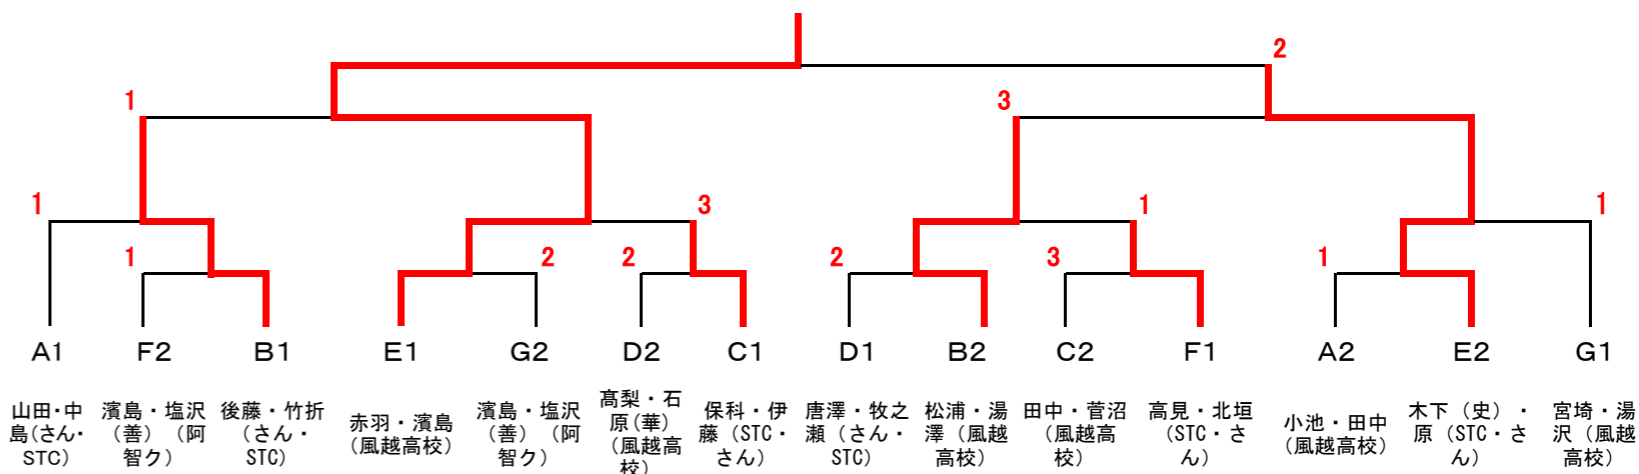 2
1
3
1
3
1
1
1
2
2
2
3
1
A1
F2
B1
E1
G2
D2
C1
D1
B2
C2
F1
A2
E2
G1
山田・中
島(さん・
STC)
濱島・塩沢
(善)（阿
智ク）
後藤・竹折
（さん・
STC)
赤羽・濱島
(風越高校)
濱島・塩沢
(善)（阿
智ク）
髙梨・石
原(華)
（風越高
校）
保科・伊
藤（STC・
さん）
唐澤・牧之
瀬（さん・
STC)
松浦・湯
澤（風越
高校）
田中・菅沼
（風越高
校）
高見・北垣
（STC・さ
ん）
小池・田中
(風越高校)
木下（史）・
原（STC・さ
ん）
宮埼・湯
沢（風越
高校）